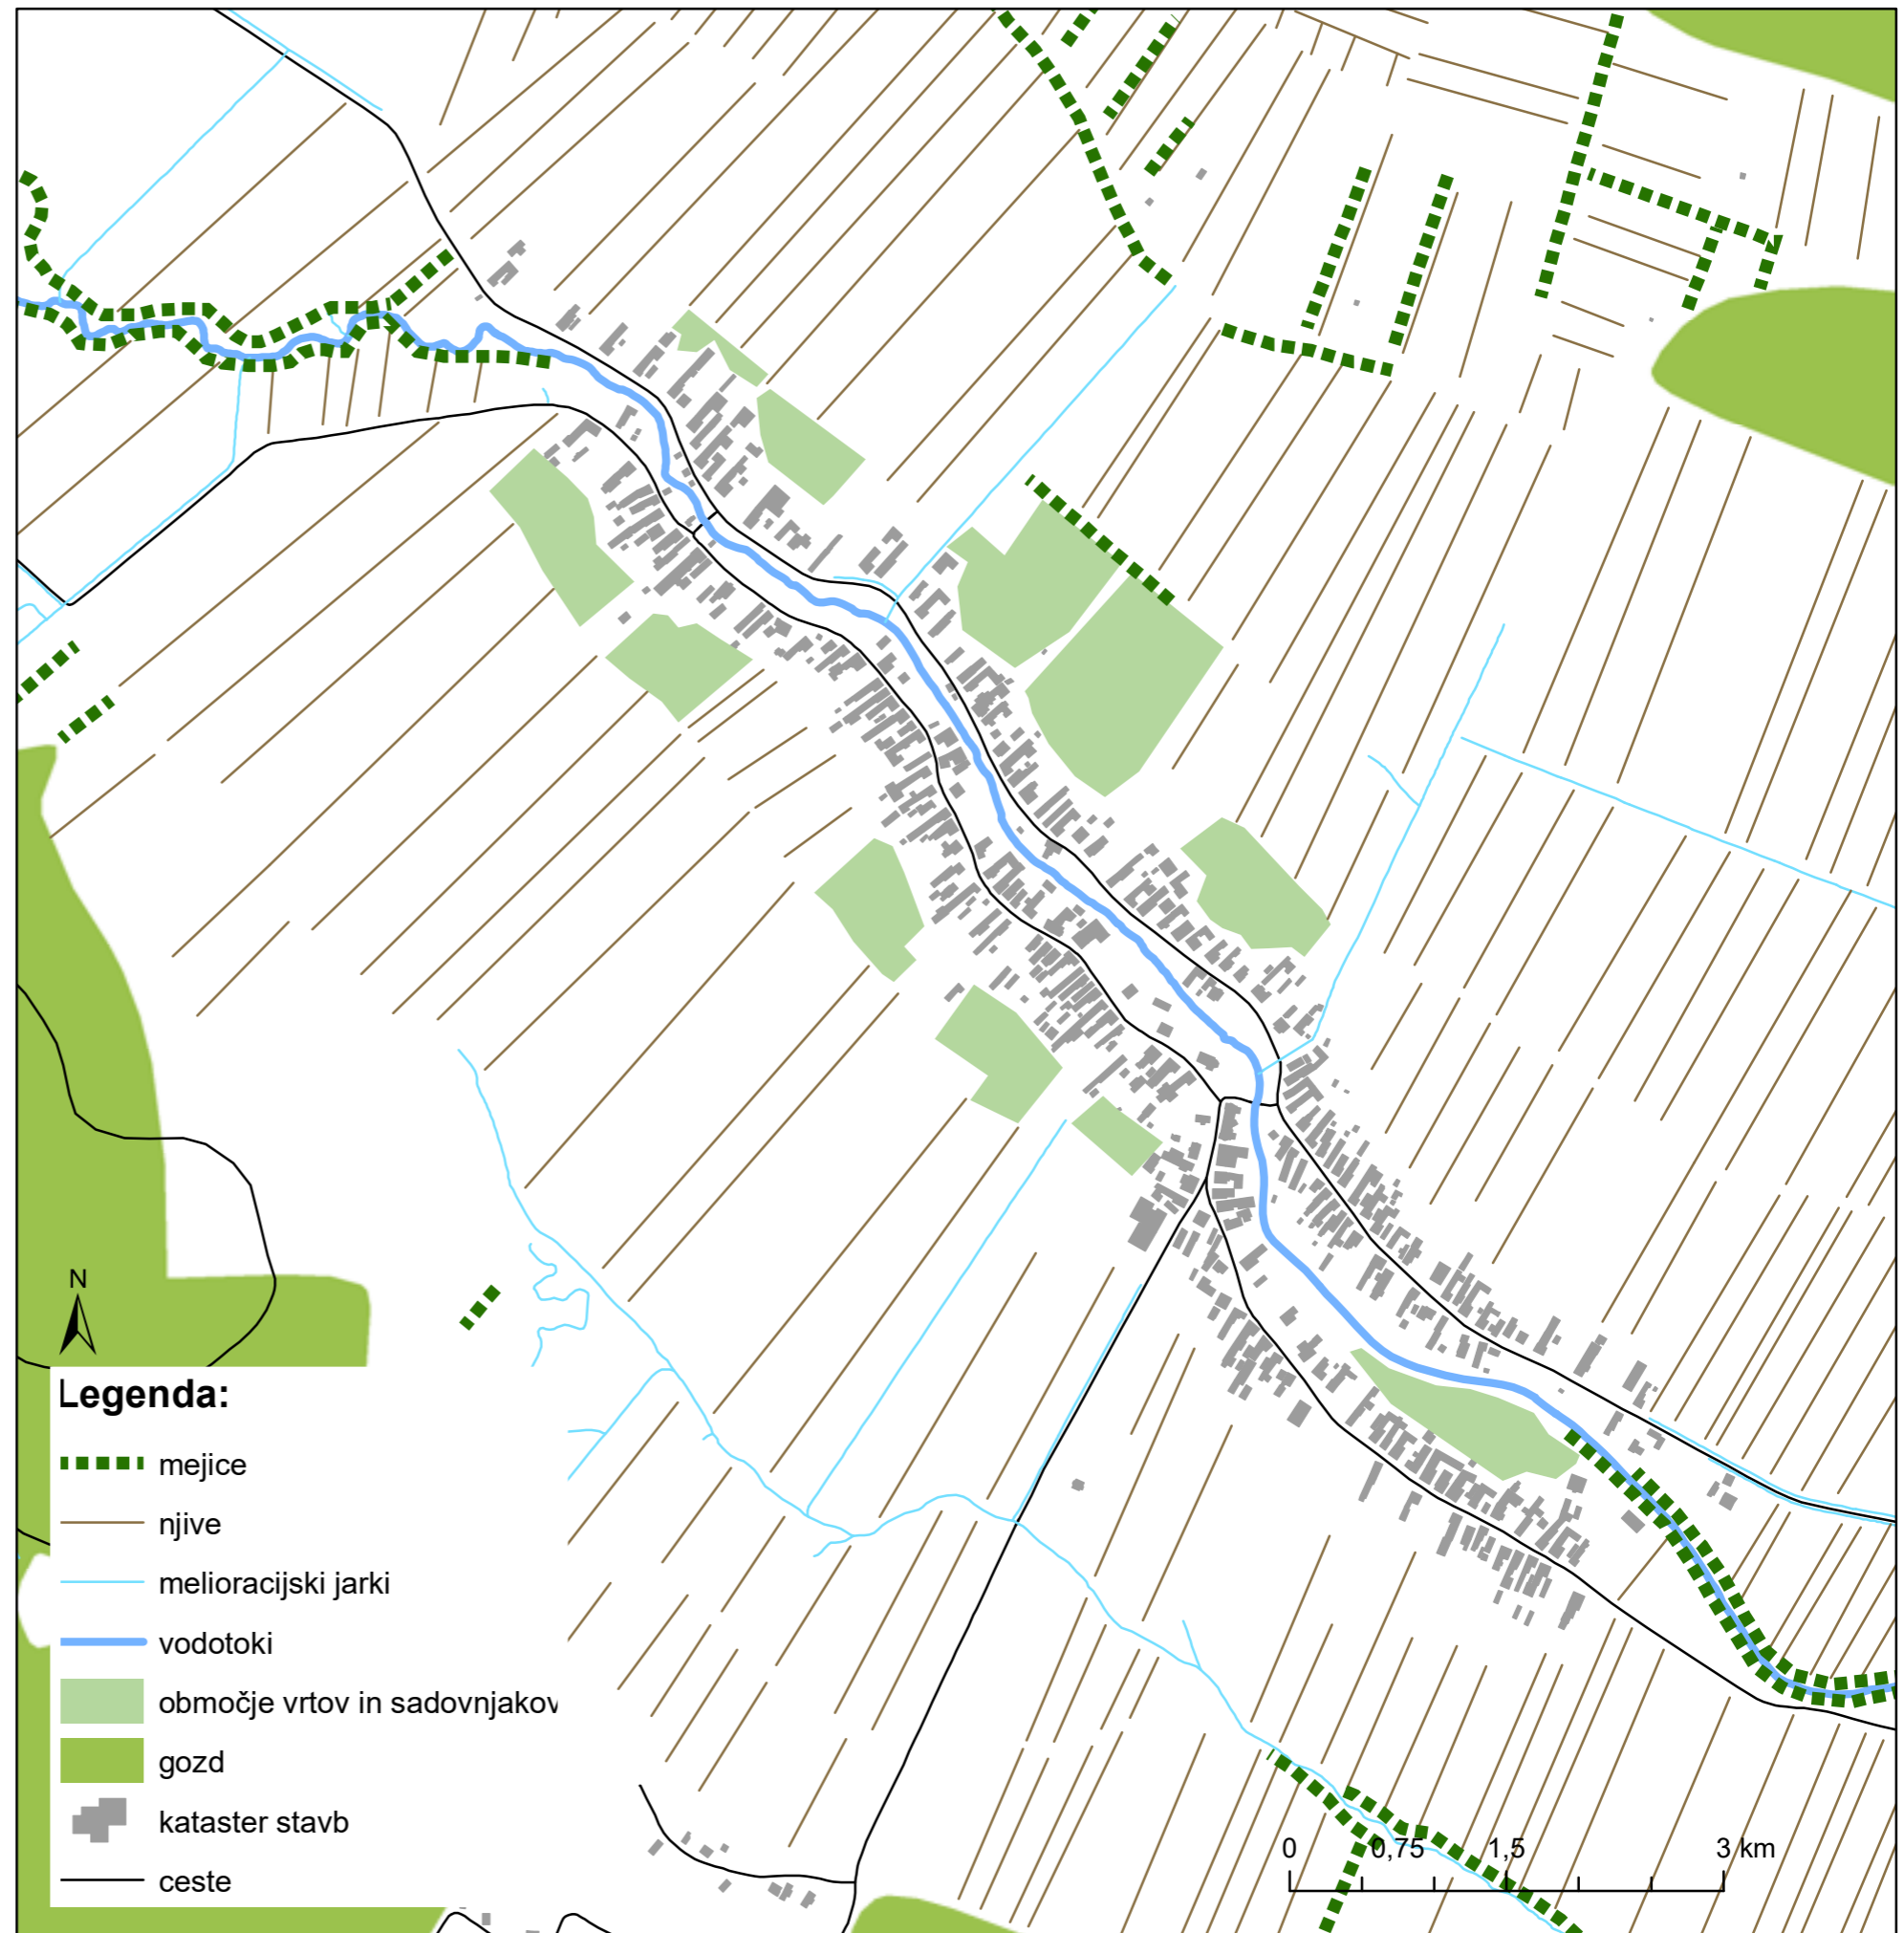 N
Legenda:
mejice
njive
melioracijski jarki
vodotoki
območje vrtov in sadovnjakov
gozd
kataster stavb
ceste
0 0,75 1,5 3 km